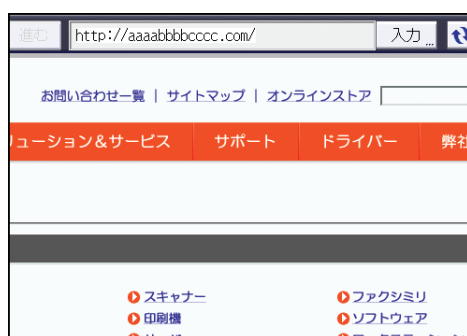 進む http://aaaabbbbcccc.com/ 入力...
お問い合わせ一覧 | サイトマップ | オンラインストア
リューション&サービス サポート ドライバー 弊社
スキャナー ファクシミリ
印刷機 ソフトウェア